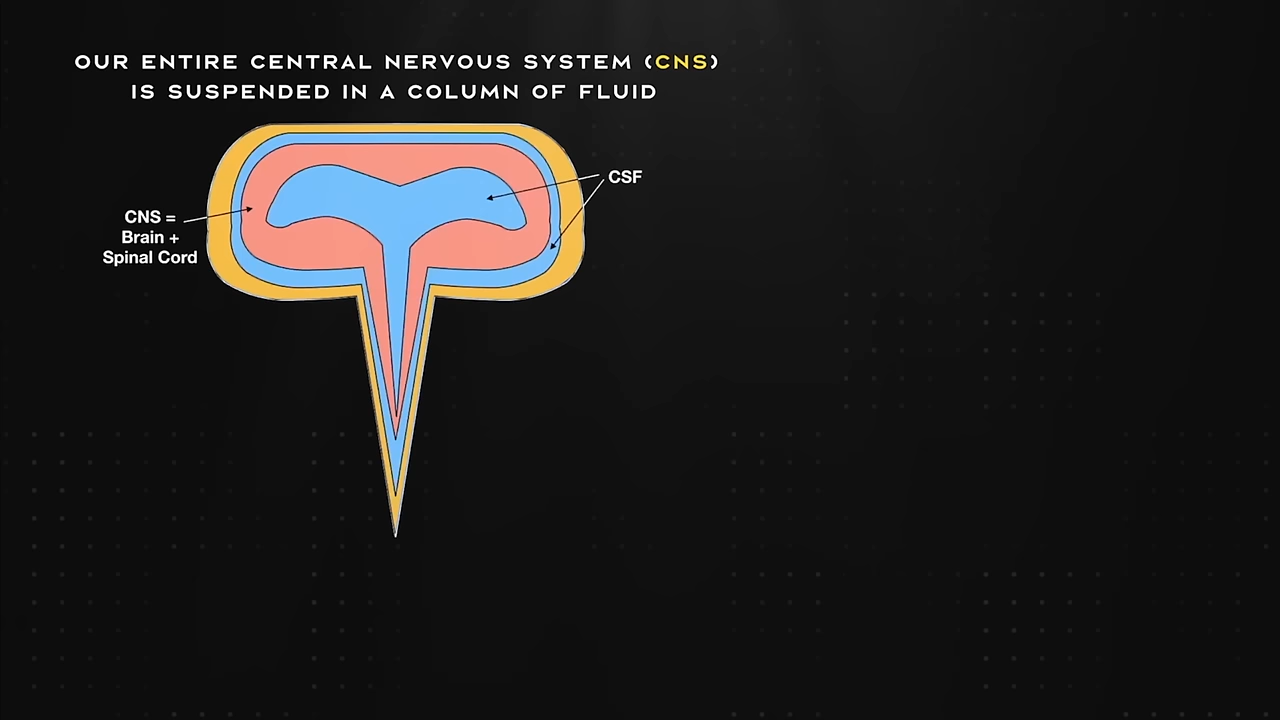 OUR ENTIRE CENTRAL NERVOUS SYSTEM (CNS)
IS SUSPENDED IN A COLUMN OF FLUID
CSF
CNS =
Brain +
Spinal Cord